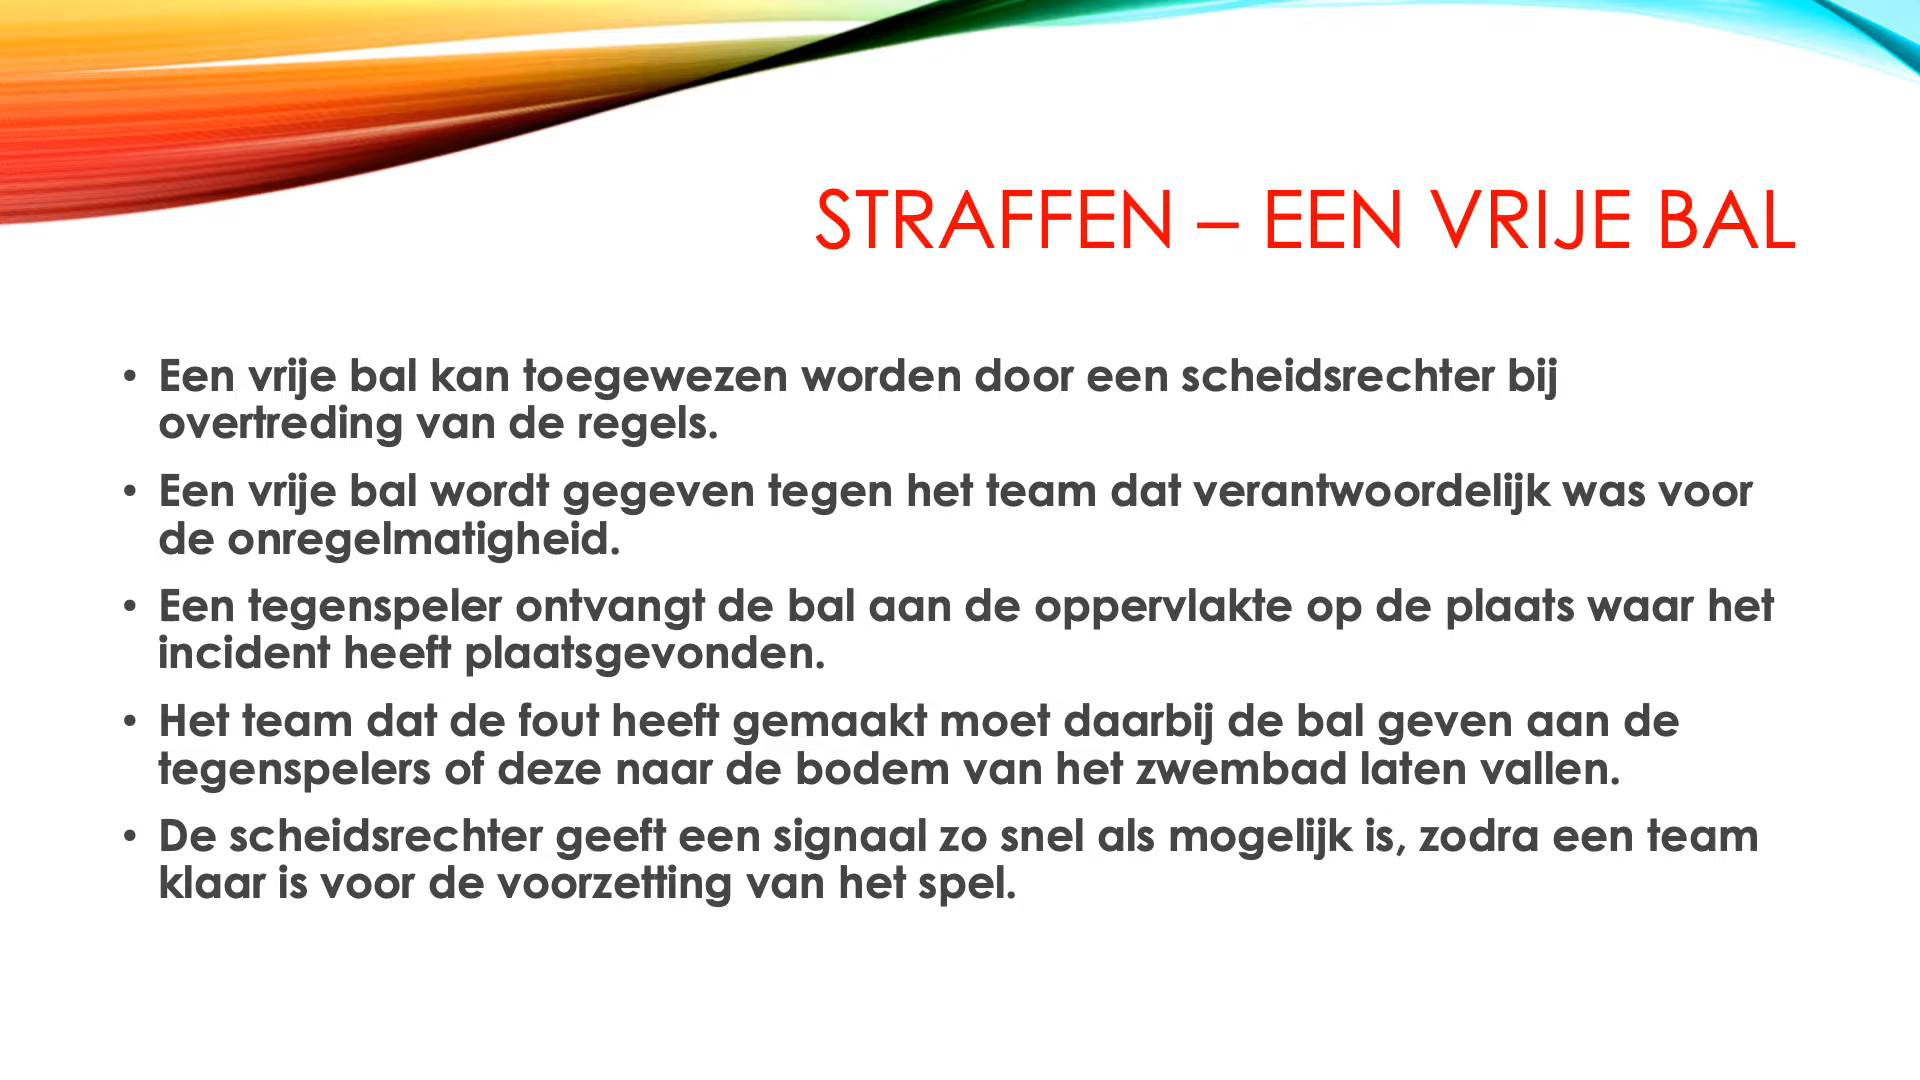 STRAFFEN – EEN VRIJE BAL
• Een vrije bal kan toegewezen worden door een scheidsrechter bij
overtreding van de regels.
• Een vrije bal wordt gegeven tegen het team dat verantwoordelijk was voor
de onregelmatigheid.
• Een tegenspeler ontvangt de bal aan de oppervlakte op de plaats waar het
incident heeft plaatsgevonden.
• Het team dat de fout heeft gemaakt moet daarbij de bal geven aan de
tegenspelers of deze naar de bodem van het zwembad laten vallen.
• De scheidsrechter geeft een signaal zo snel als mogelijk is, zodra een team
klaar is voor de voorzetting van het spel.